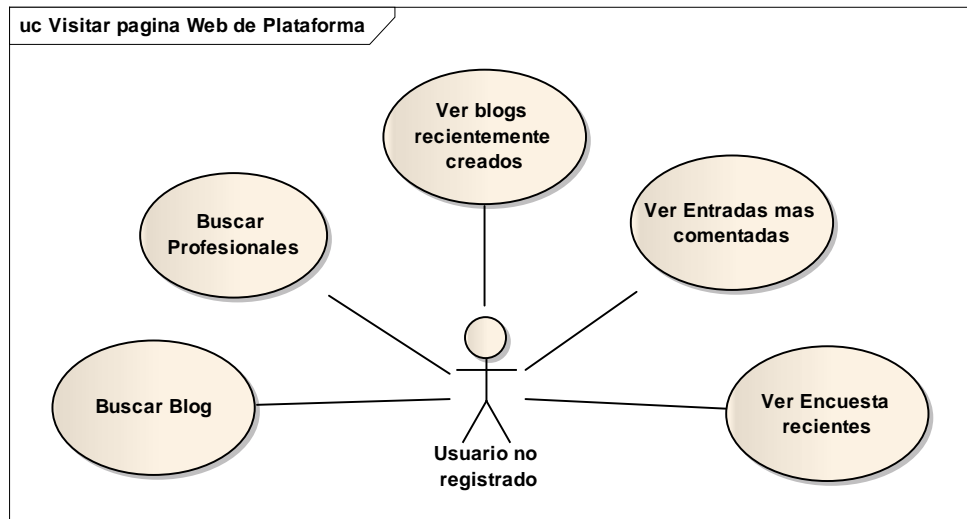 uc Visitar pagina Web de Plataforma
Ver blogs
recientemente
creados
Buscar
Profesionales
Ver Entradas mas
comentadas
Buscar Blog
Ver Encuesta
recientes
Usuario no
registrado